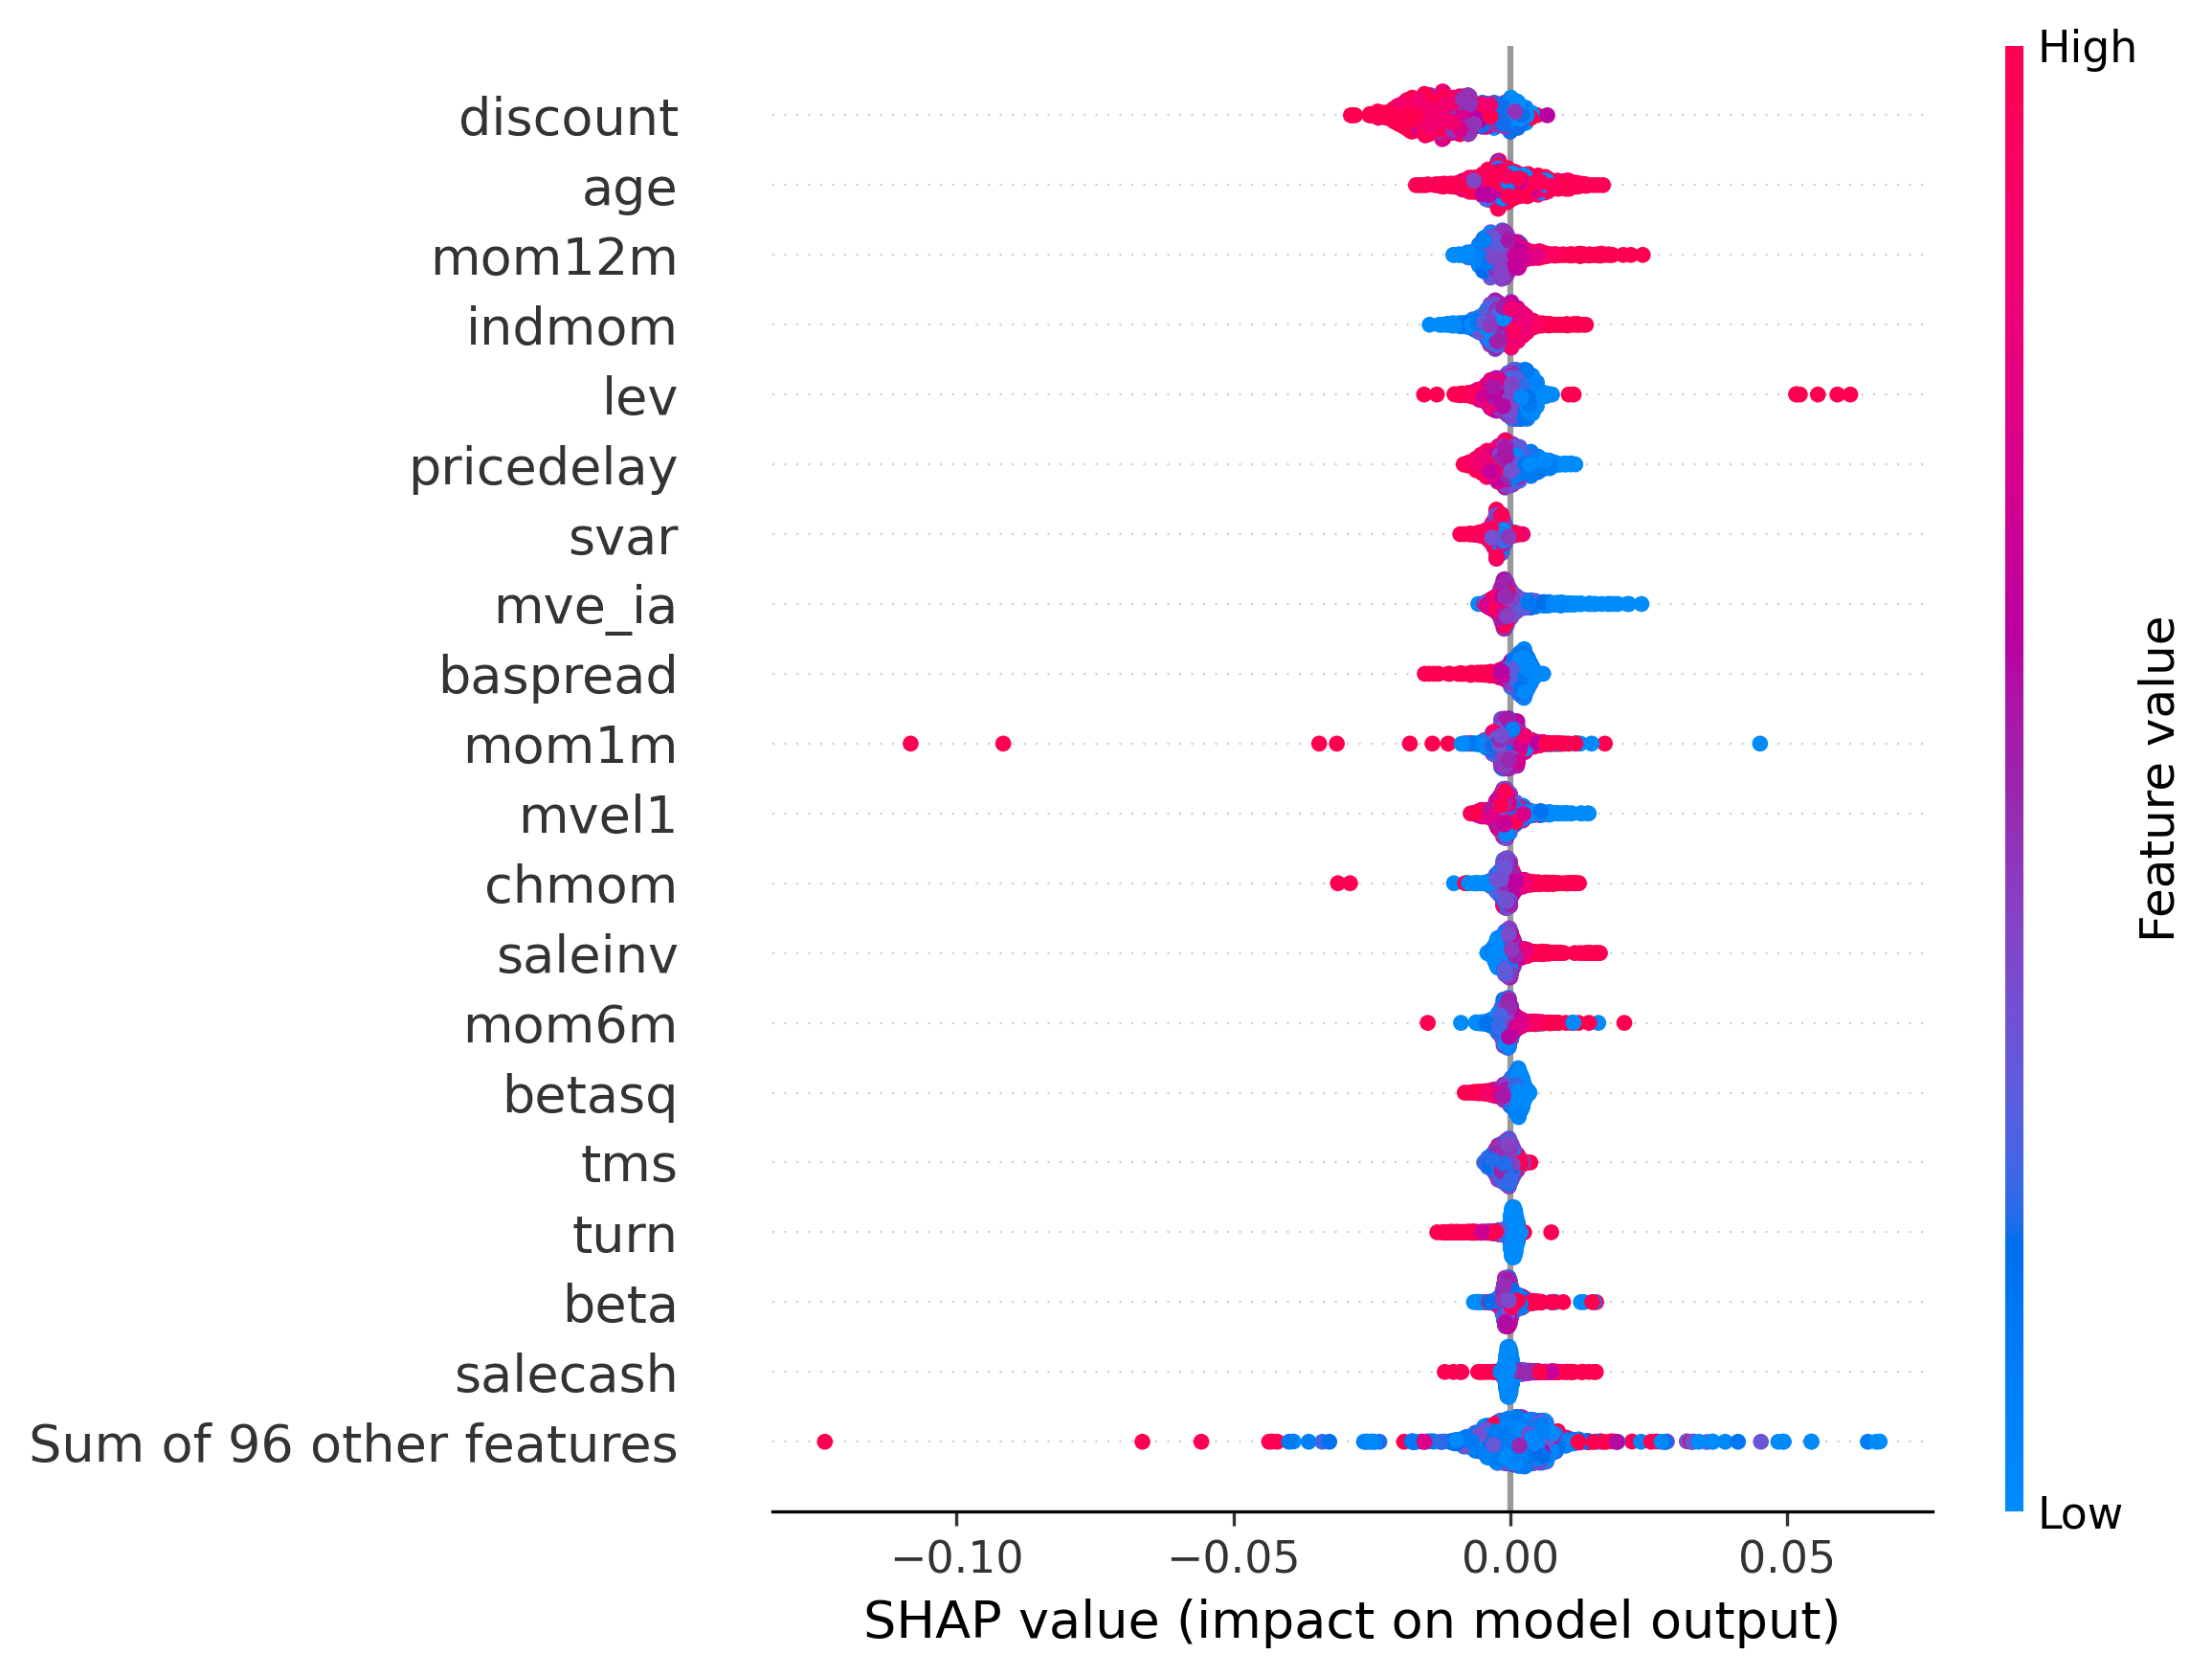 High
discount
age
mom12m
indmom
lev
pricedelay
svar
mve_ia
baspread
mom1m
mvel1
chmom
saleinv
mom6m
betasq
tms
turn
beta
salecash
Sum of 96 other features
Feature value
Low
−0.10 −0.05 0.00 0.05
SHAP value (impact on model output)